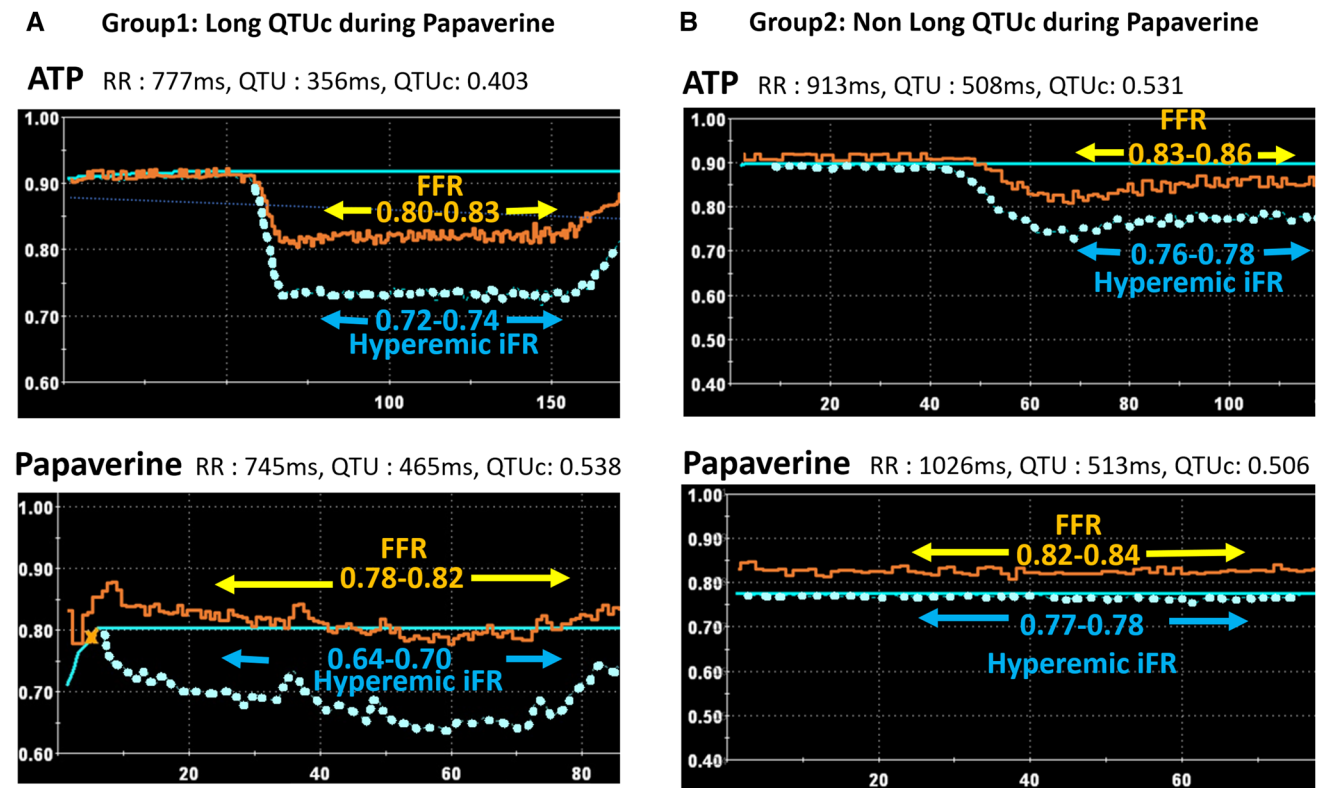 A Group1: Long QTUc during Papaverine
ATP RR : 777ms, QTU : 356ms, QTUc: 0.403
1.00
0.90
0.80
0.70
0.60
FFR
0.80-0.83
0.72-0.74
Hyperemic iFR
100 150
Papaverine RR : 745ms, QTU : 465ms, QTUc: 0.538
1.00
0.90
0.80
0.70
0.60
FFR
0.78-0.82
0.64-0.70
Hyperemic iFR
20 40 60 80
B Group2: Non Long QTUc during Papaverine
ATP RR : 913ms, QTU : 508ms, QTUc: 0.531
1.00
0.90
0.80
0.70
0.60
0.50
0.40
FFR
0.83-0.86
0.76-0.78
Hyperemic iFR
20 40 60 80 100
Papaverine RR : 1026ms, QTU : 513ms, QTUc: 0.506
1.00
0.90
0.80
0.70
0.60
0.50
0.40
FFR
0.82-0.84
0.77-0.78
Hyperemic iFR
20 40 60